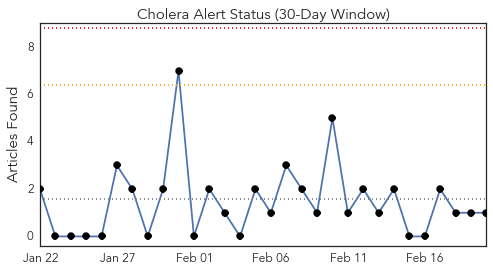 Cholera Alert Status (30-Day Window)
Articles Found
8
6
4
2
0
Jan 22 Jan 27 Feb 01 Feb 06 Feb 11 Feb 16